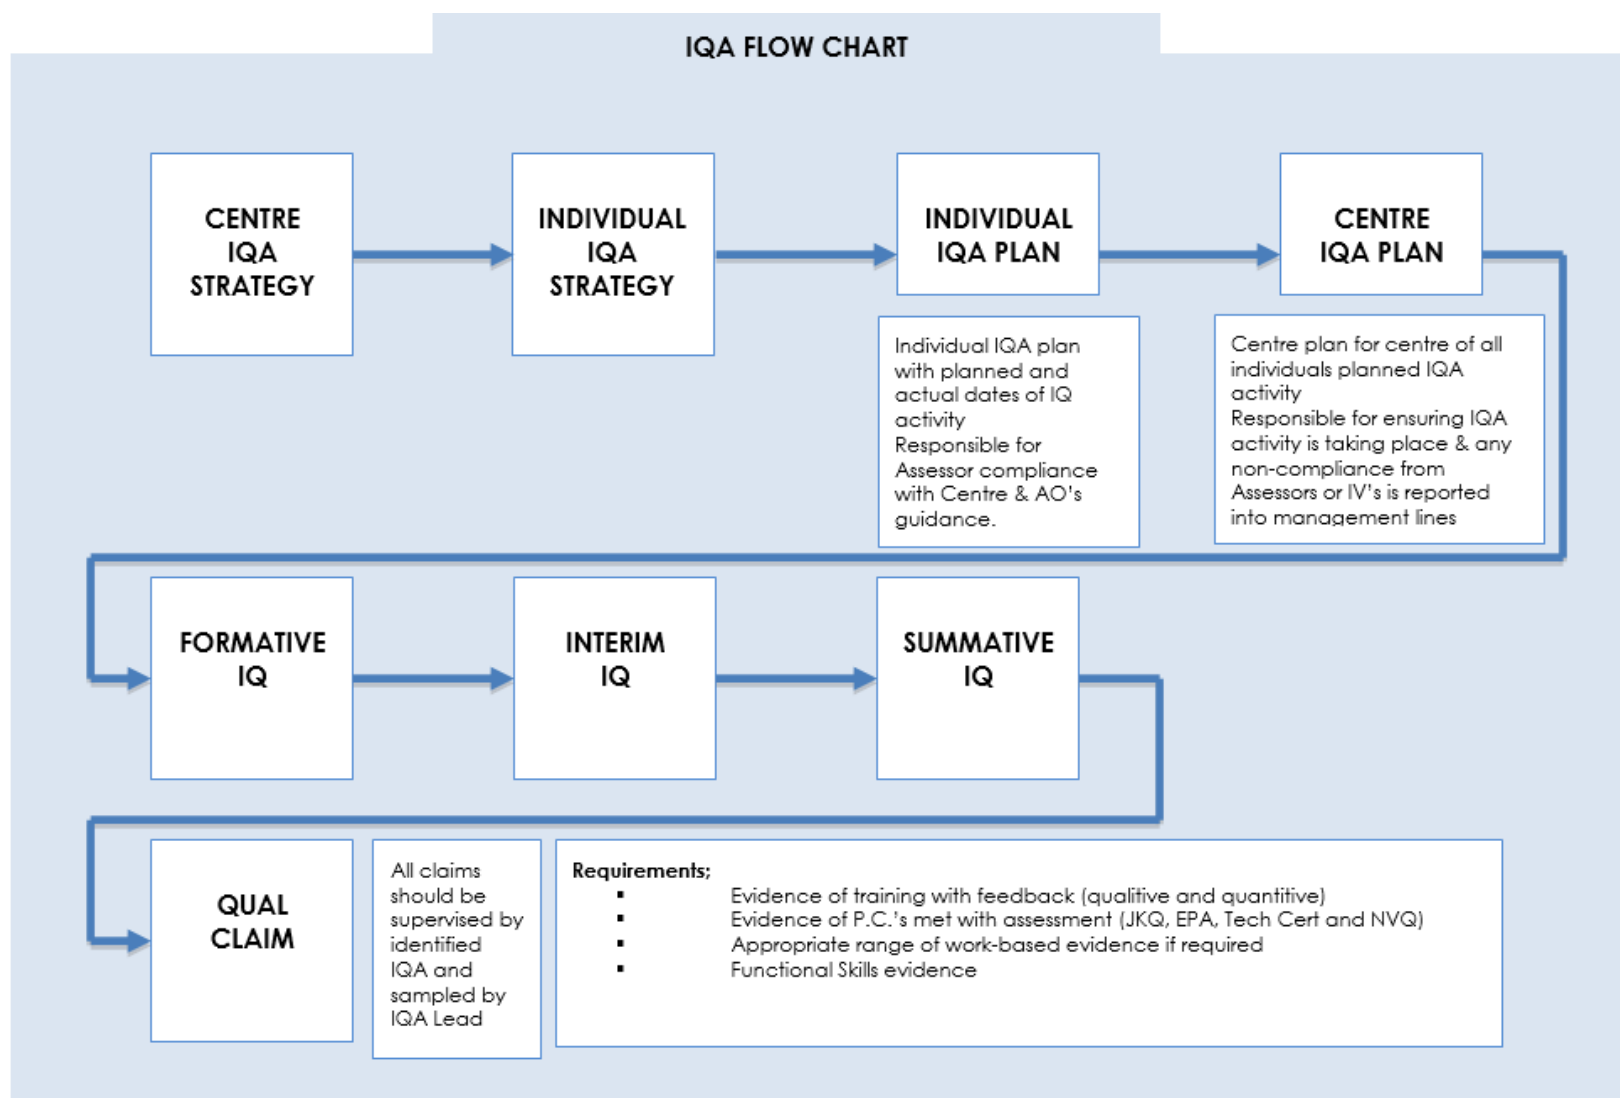 IQA FLOW CHART
CENTRE
IQA
STRATEGY
INDIVIDUAL
IQA
STRATEGY
INDIVIDUAL
IQA PLAN
CENTRE
IQA PLAN
Individual IQA plan
with planned and
actual dates of IQ
activity
Responsible for
Assessor compliance
with Centre & AO's
guidance.
Centre plan for centre of all
individuals planned IQA
activity
Responsible for ensuring IQA
activity is taking place & any
non-compliance from
Assessors or IV's is reported
into management lines
FORMATIVE
IQ
INTERIM
IQ
SUMMATIVE
IQ
QUAL
CLAIM
All claims
should be
supervised by
identified
IQA and
sampled by
IQA Lead
Requirements;
▪ Evidence of training with feedback (qualitive and quantitive)
▪ Evidence of P.C.'s met with assessment (JKQ, EPA, Tech Cert and NVQ)
▪ Appropriate range of work-based evidence if required
▪ Functional Skills evidence